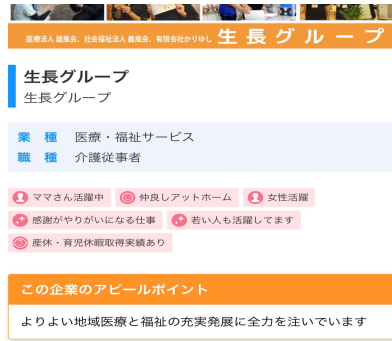 医療法人 雄風会、社会福祉法人 義風会、有限会社かりゆし 生長グループ
生長グループ
生長グループ
業 種 医療・福祉サービス
職 種 介護従事者
ママさん活躍中 仲良しアットホーム 女性活躍
感謝がやりがいになる仕事 若い人も活躍してます
産休・育児休暇取得実績あり
この企業のアピールポイント
よりよい地域医療と福祉の充実発展に全力を注いでいます